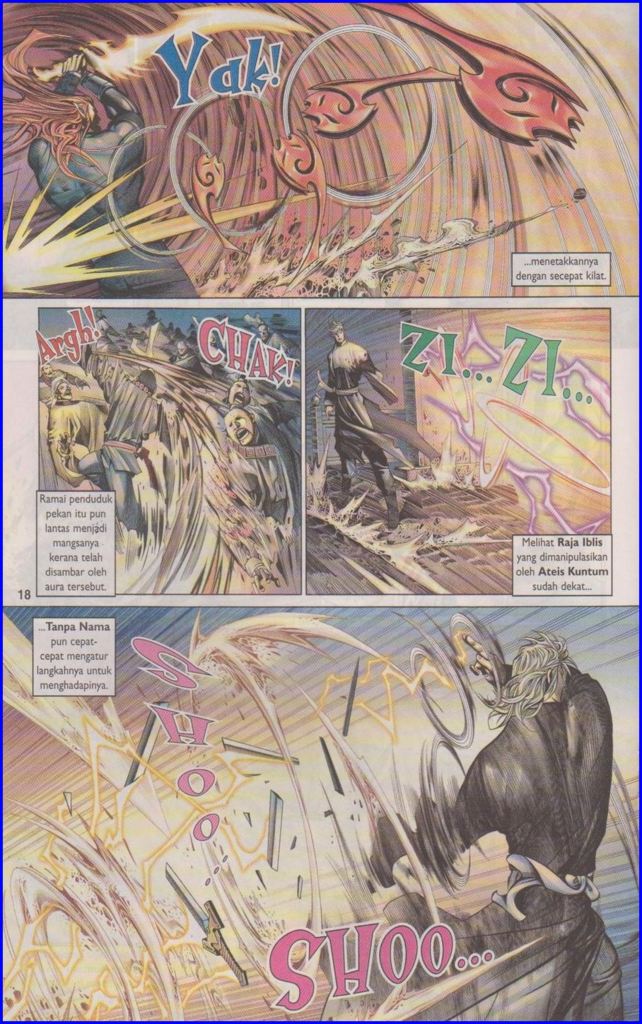 Yak!
...menetakkannya
dengan secepat kilat.
Argh!
CHAK!
Ramai penduduk
pekan itu pun
lantas menjadi
mangsanya
kerana telah
disambar oleh
aura tersebut.
ZI... ZI...
Melihat Raja Iblis
yang dimanipulasikan
oleh Ateis Kuntum
sudah dekat...
18
...Tanpa Nama
pun cepat-
cepat mengatur
langkahnya untuk
menghadapinya.
SHOO...
SHOO...